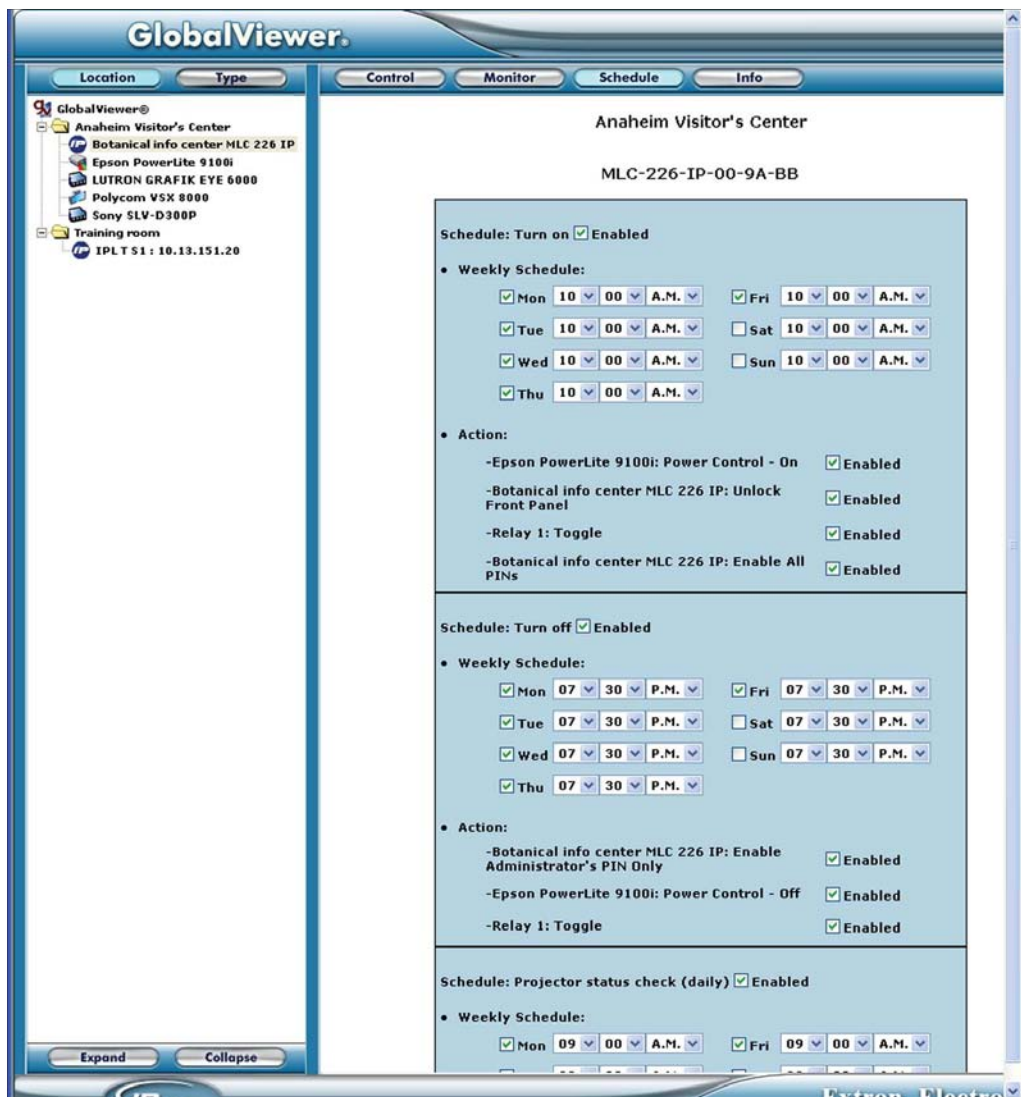 GlobalViewer®
Location Type Control Monitor Schedule Info
GlobalViewer®
Anaheim Visitor's Center
Botanical info center MLC 226 IP
Epson PowerLite 9100i
LUTRON GRAFIK EYE 6000
Polycom VSX 8000
Sony SLV-D300P
Training room
IPL T S1 : 10.13.151.20
Expand Collapse
Anaheim Visitor's Center
MLC-226-IP-00-9A-BB
Schedule: Turn on Enabled
• Weekly Schedule:
Mon 10 00 A.M. Fri 10 00 A.M.
Tue 10 00 A.M. Sat 10 00 A.M.
Wed 10 00 A.M. Sun 10 00 A.M.
Thu 10 00 A.M.
• Action:
-Epson PowerLite 9100i: Power Control - On Enabled
-Botanical info center MLC 226 IP: Unlock
Front Panel Enabled
-Relay 1: Toggle Enabled
-Botanical info center MLC 226 IP: Enable All
PINs Enabled
Schedule: Turn off Enabled
• Weekly Schedule:
Mon 07 30 P.M. Fri 07 30 P.M.
Tue 07 30 P.M. Sat 07 30 P.M.
Wed 07 30 P.M. Sun 07 30 P.M.
Thu 07 30 P.M.
• Action:
-Botanical info center MLC 226 IP: Enable
Administrator's PIN Only Enabled
-Epson PowerLite 9100i: Power Control - Off Enabled
-Relay 1: Toggle Enabled
Schedule: Projector status check (daily) Enabled
• Weekly Schedule:
Mon 09 00 A.M. Fri 09 00 A.M.
Extron Electro